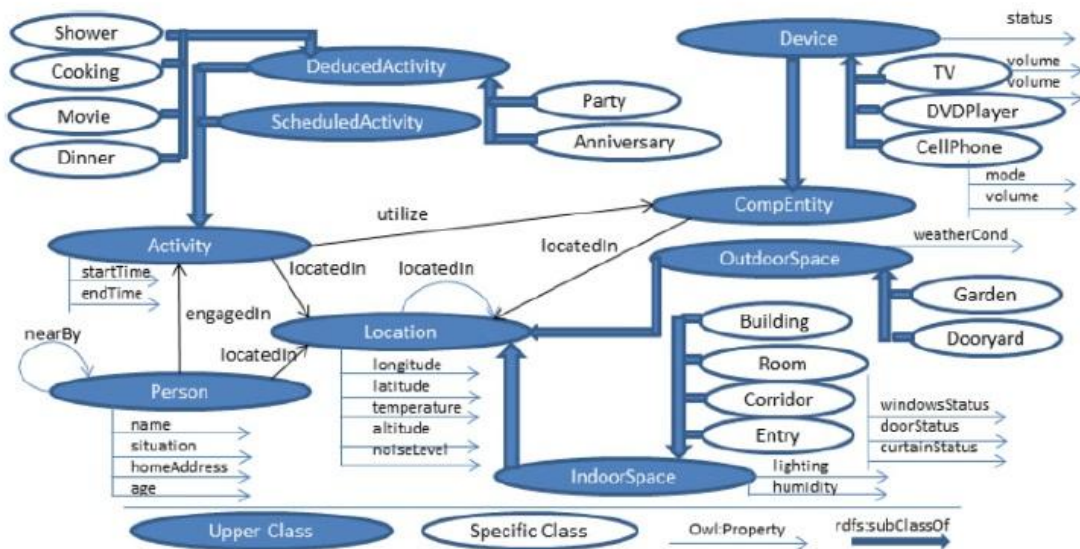 Shower
Cooking
Movie
Dinner
DeducedActivity
ScheduledActivity
Party
Anniversary
Device
status
TV
volume
volume
DVDPlayer
CellPhone
mode
volume
utilize
CompEntity
Activity
startTime
endTime
locatedIn
locatedIn
locatedIn
weatherCond
OutdoorSpace
Garden
Dooryard
engagedIn
nearBy
locatedIn
Location
longitude
latitude
temperature
altitude
noiseLevel
Person
name
situation
homeAddress
age
Building
Room
Corridor
Entry
windowsStatus
doorStatus
curtainStatus
IndoorSpace
lighting
humidity
Upper Class
Specific Class
Owl:Property
rdfs:subClassOf